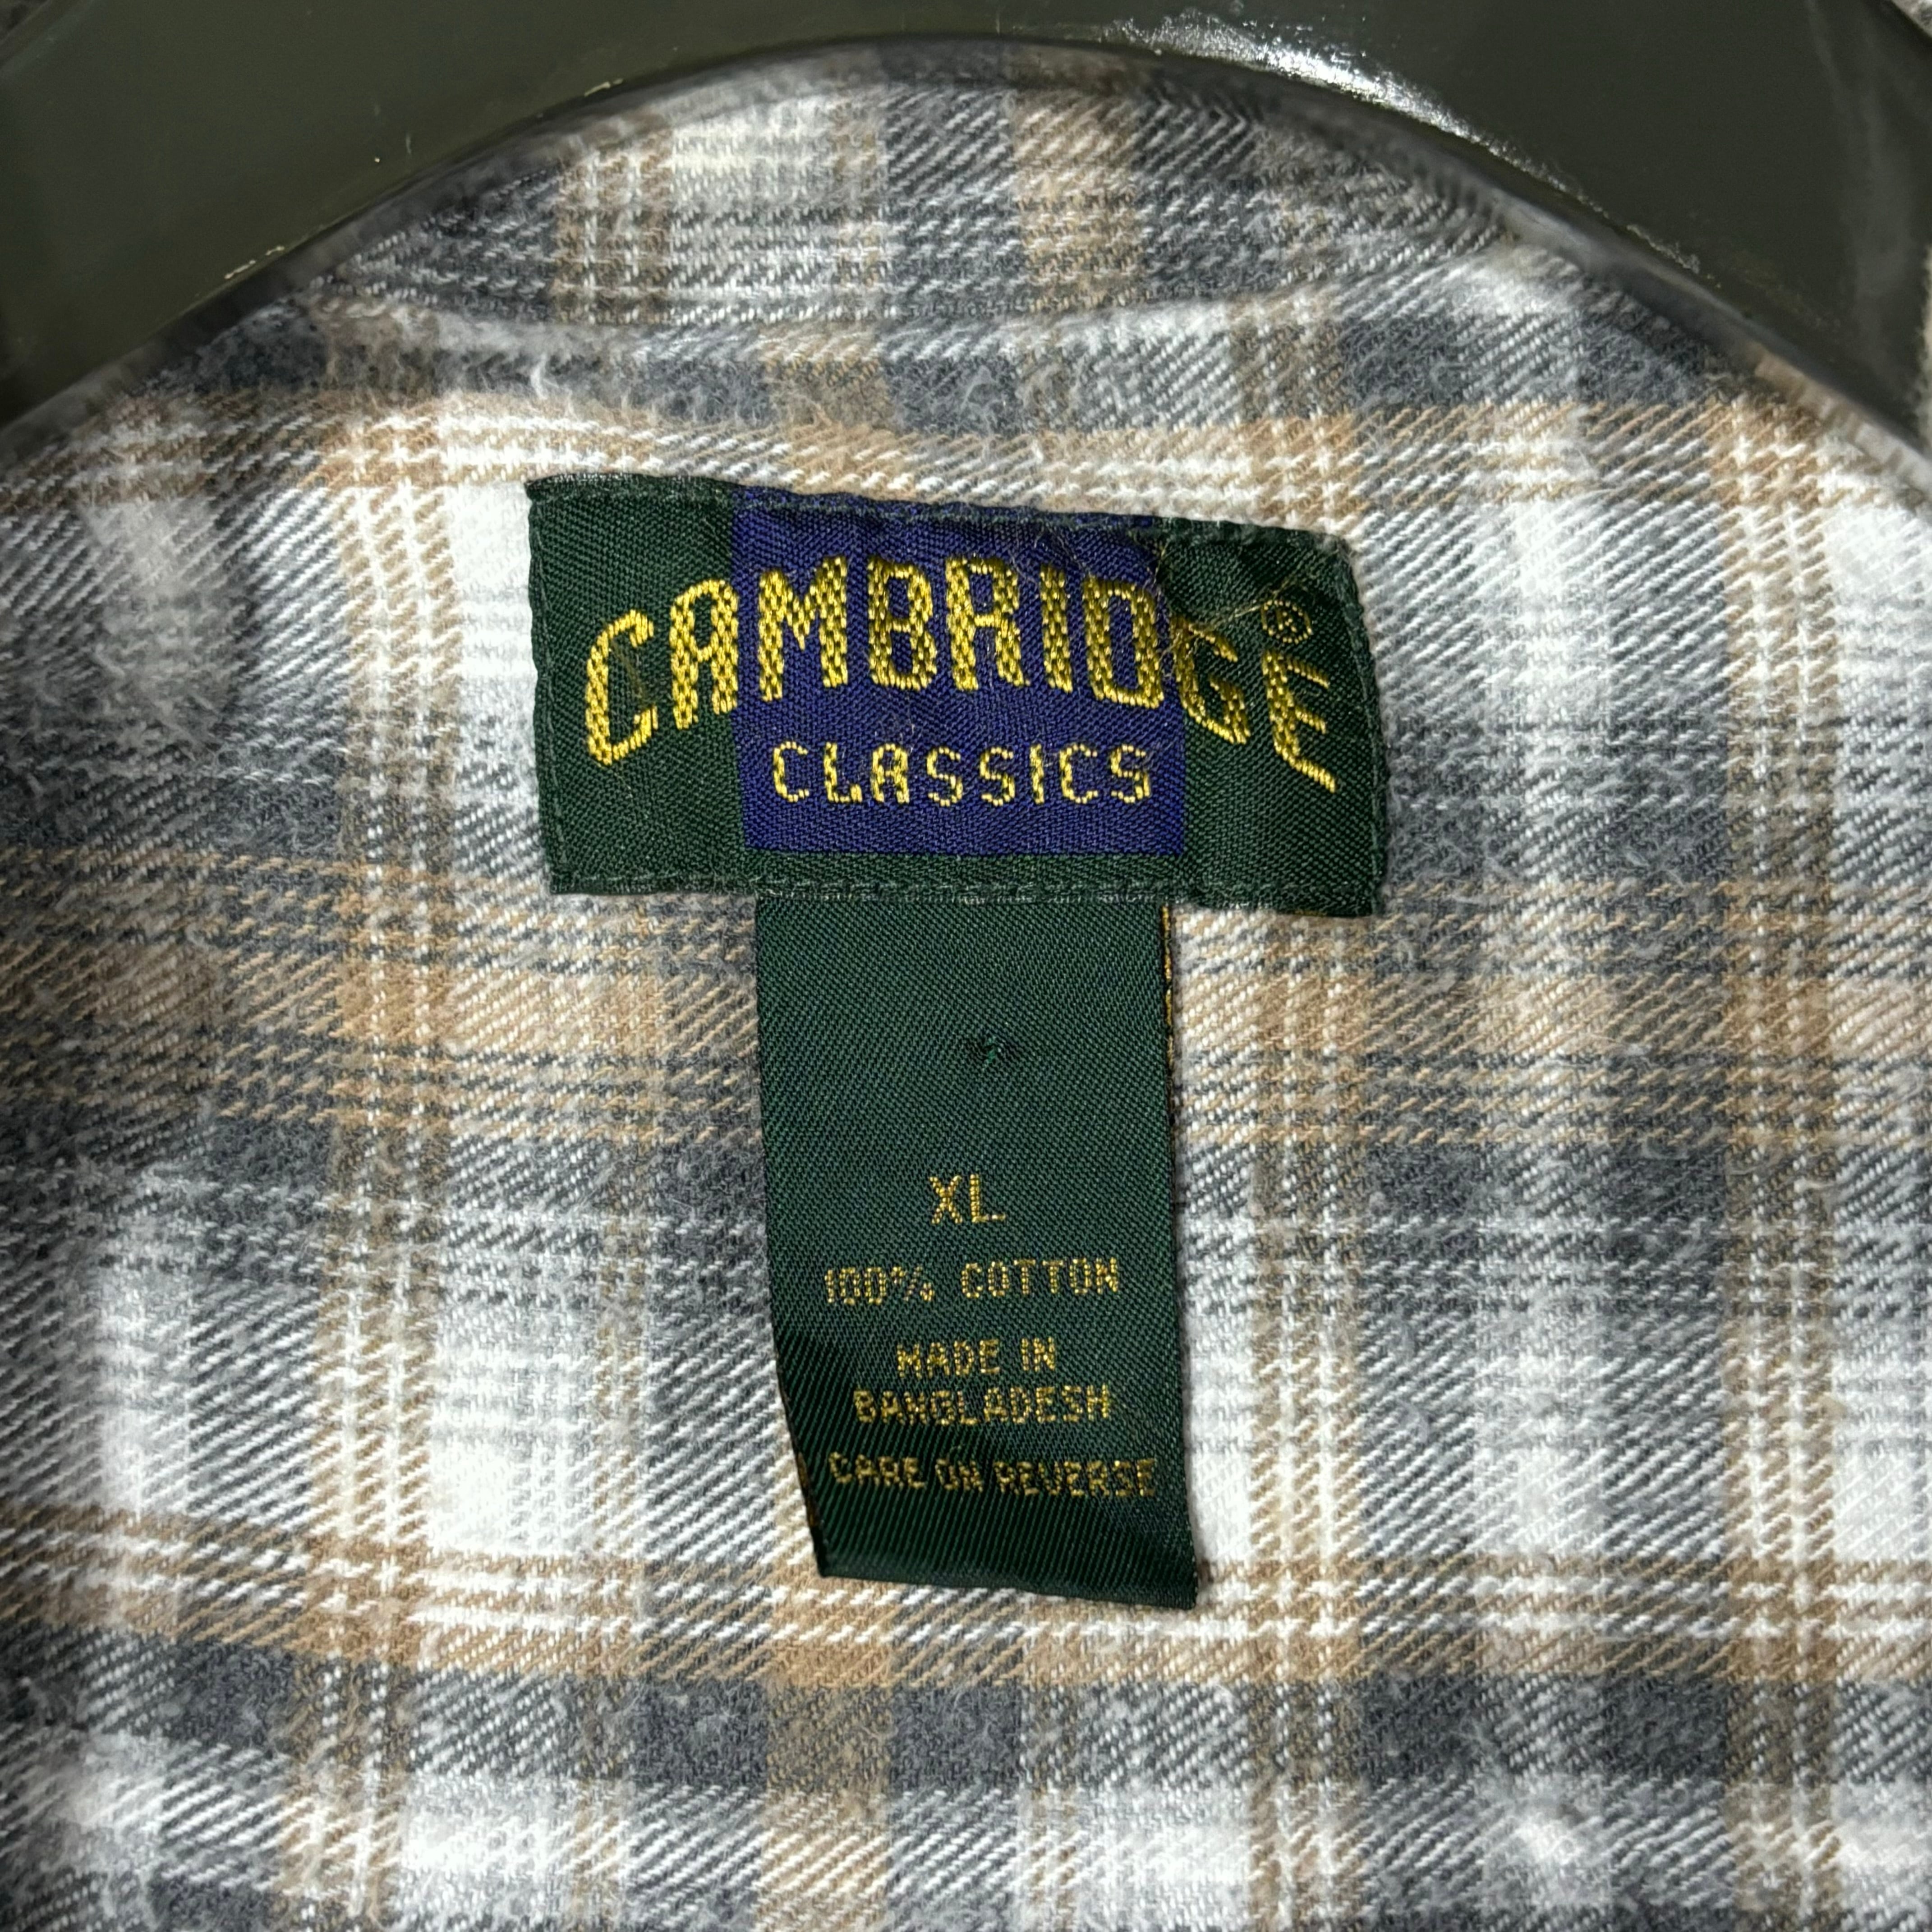 CAMBRIDGE®
CLASSICS
XL
100% COTTON
MADE IN
BANGLADESH
CARE ON REVERSE